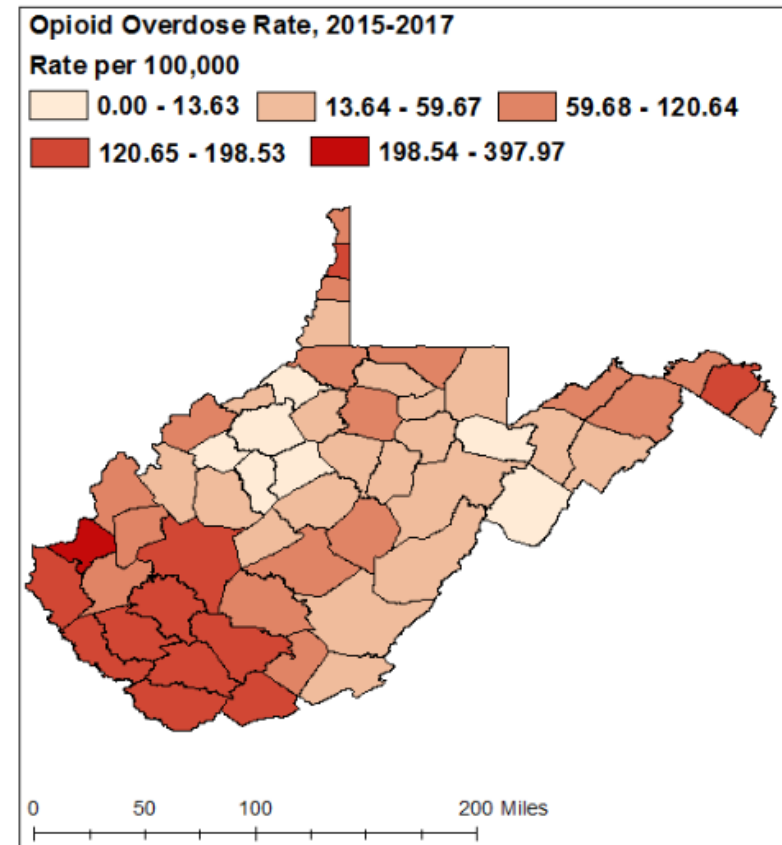 Opioid Overdose Rate, 2015-2017
Rate per 100,000
0.00 - 13.63 13.64 - 59.67 59.68 - 120.64
120.65 - 198.53 198.54 - 397.97
0 50 100 200 Miles